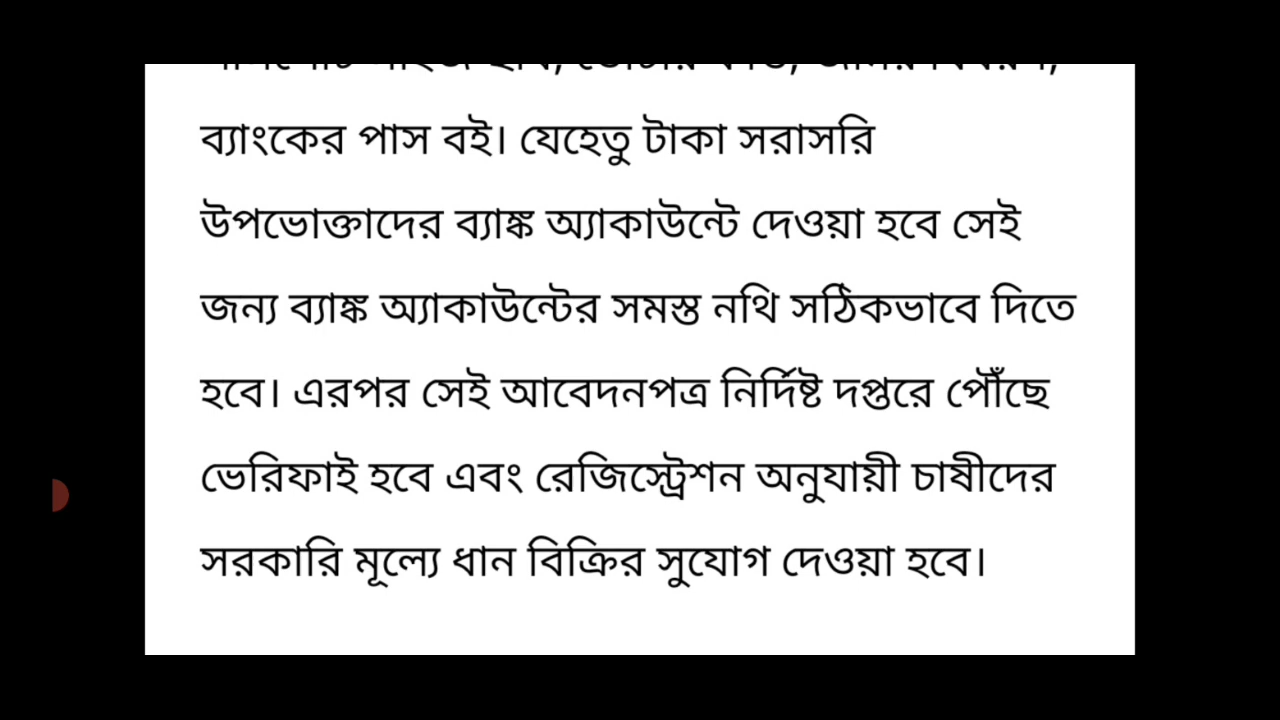 ব্যাংকের পাস বই। যেহেতু টাকা সরাসরি
উপভোক্তাদের ব্যাঙ্ক অ্যাকাউন্টে দেওয়া হবে সেই
জন্য ব্যাঙ্ক অ্যাকাউন্টের সমস্ত নথি সঠিকভাবে দিতে
হবে। এরপর সেই আবেদনপত্র নির্দিষ্ট দপ্তরে পৌঁছে
ভেরিফাই হবে এবং রেজিস্ট্রেশন অনুযায়ী চাষীদের
সরকারি মূল্যে ধান বিক্রির সুযোগ দেওয়া হবে।